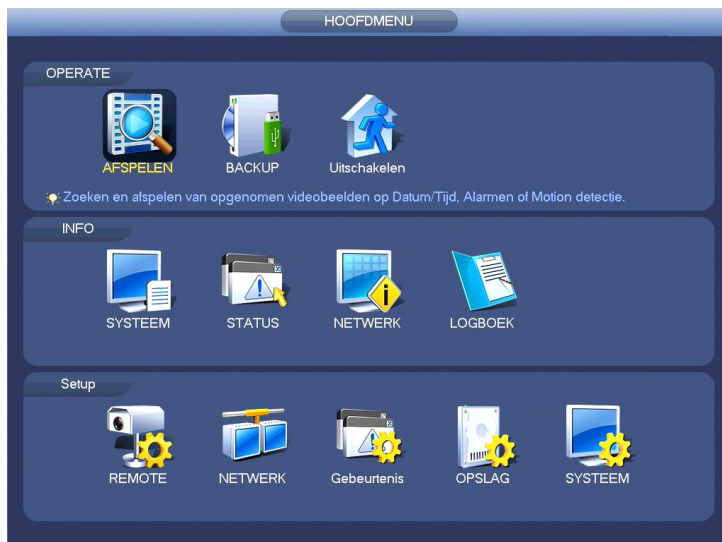 HOOFDMENU
OPERATE
AFSPELEN BACKUP Uitschakelen
Zoeken en afspelen van opgenomen videobeelden op Datum/Tijd, Alarmen of Motion detectie.
INFO
SYSTEEM STATUS NETWERK LOGBOEK
Setup
REMOTE NETWERK Gebeurtenis OPSLAG SYSTEEM